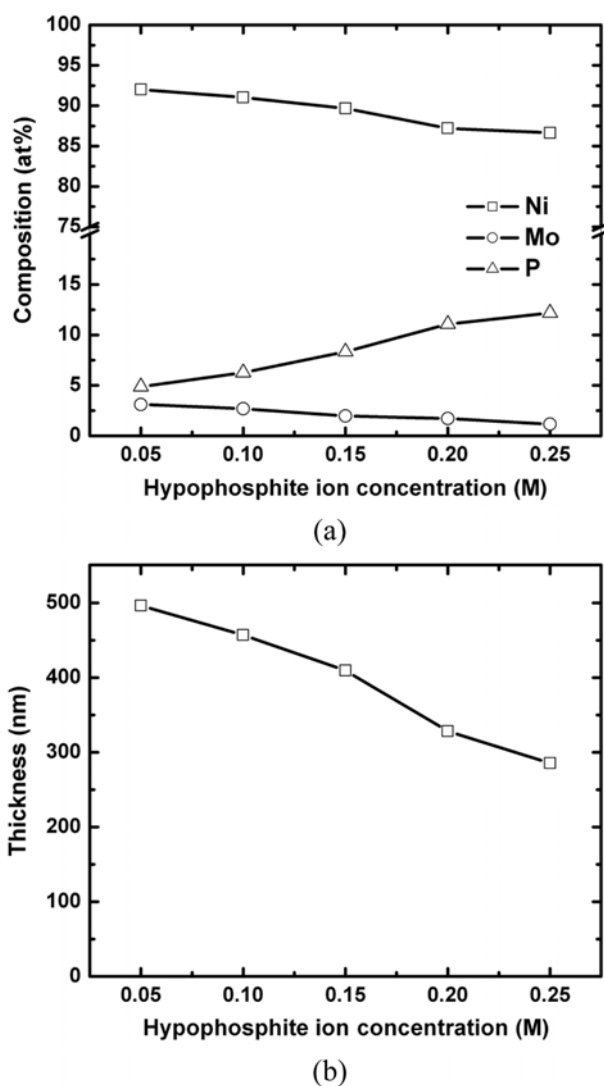 100
95
90
85
80
75
15
10
5
0
Composition (at%)
Ni
Mo
P
0.05 0.10 0.15 0.20 0.25
Hypophosphite ion concentration (M)
(a)
500
400
300
200
100
0
Thickness (nm)
0.05 0.10 0.15 0.20 0.25
Hypophosphite ion concentration (M)
(b)